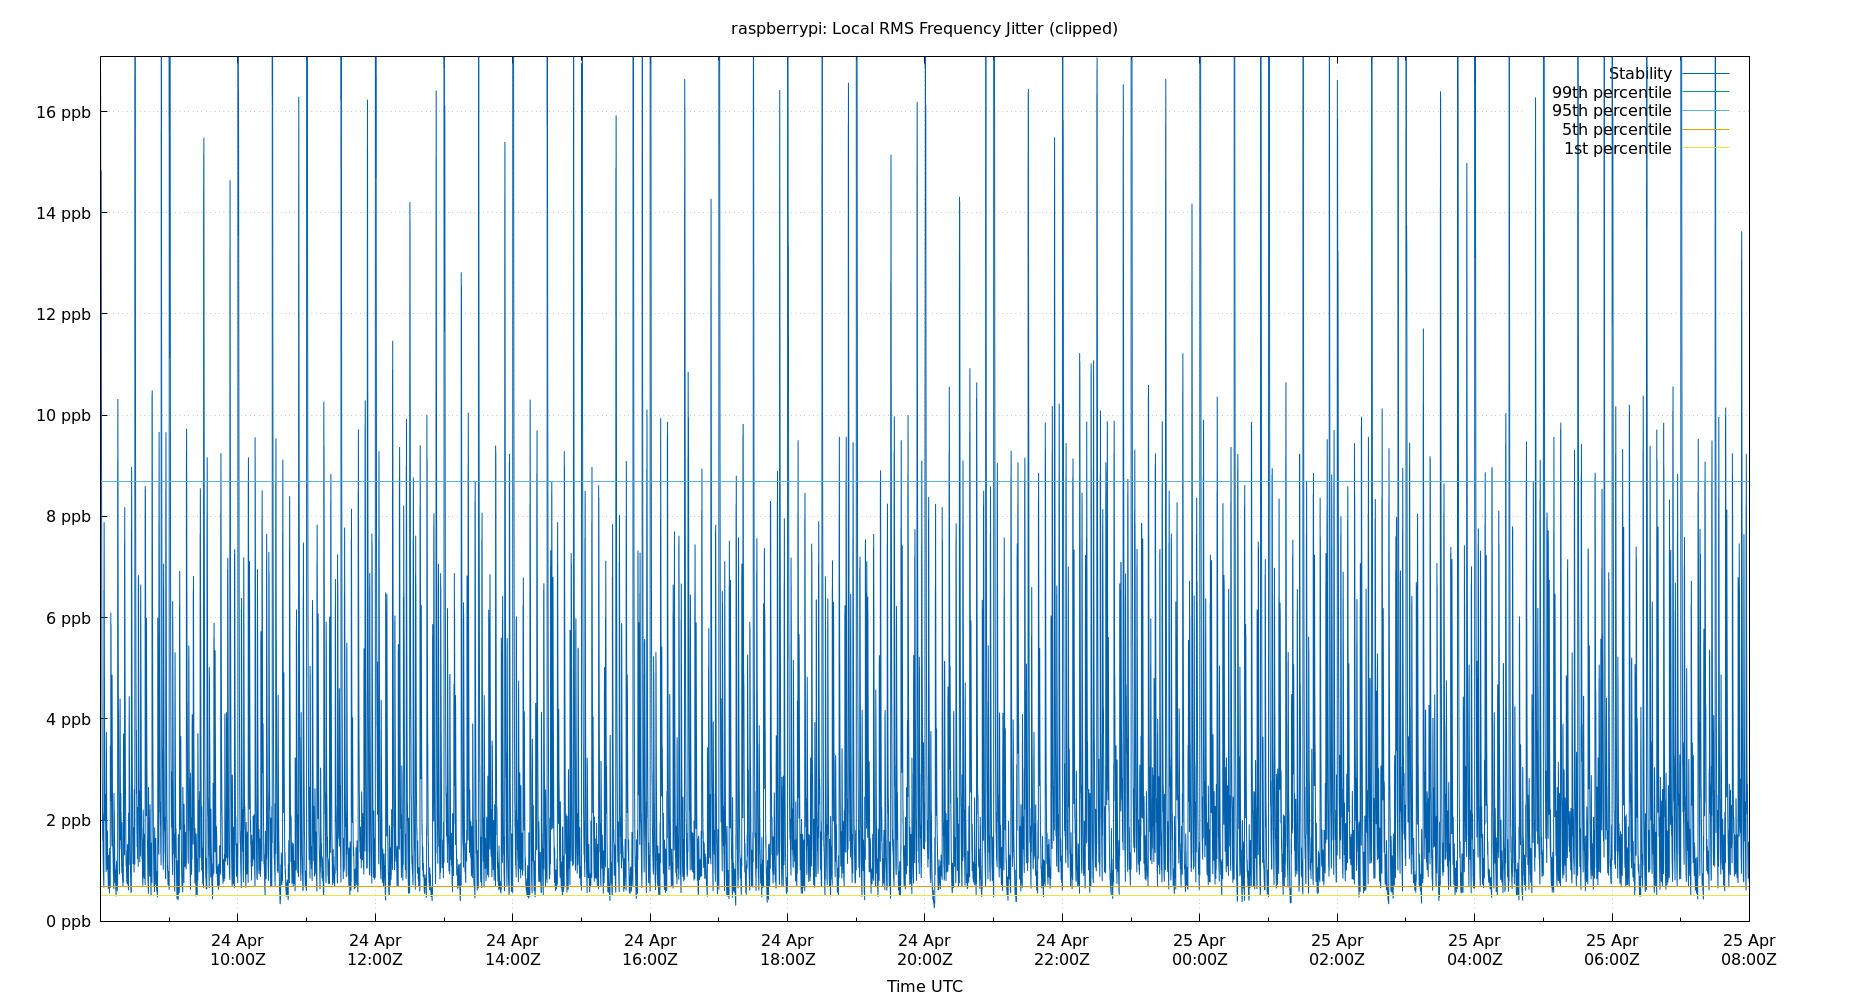 raspberrypi: Local RMS Frequency Jitter (clipped)
Stability
99th percentile
95th percentile
5th percentile
1st percentile
16 ppb
14 ppb
12 ppb
10 ppb
8 ppb
6 ppb
4 ppb
2 ppb
0 ppb
24 Apr 24 Apr 24 Apr 24 Apr 24 Apr 24 Apr 24 Apr 25 Apr 25 Apr 25 Apr 25 Apr 25 Apr
10:00Z 12:00Z 14:00Z 16:00Z 18:00Z 20:00Z 22:00Z 00:00Z 02:00Z 04:00Z 06:00Z 08:00Z
Time UTC